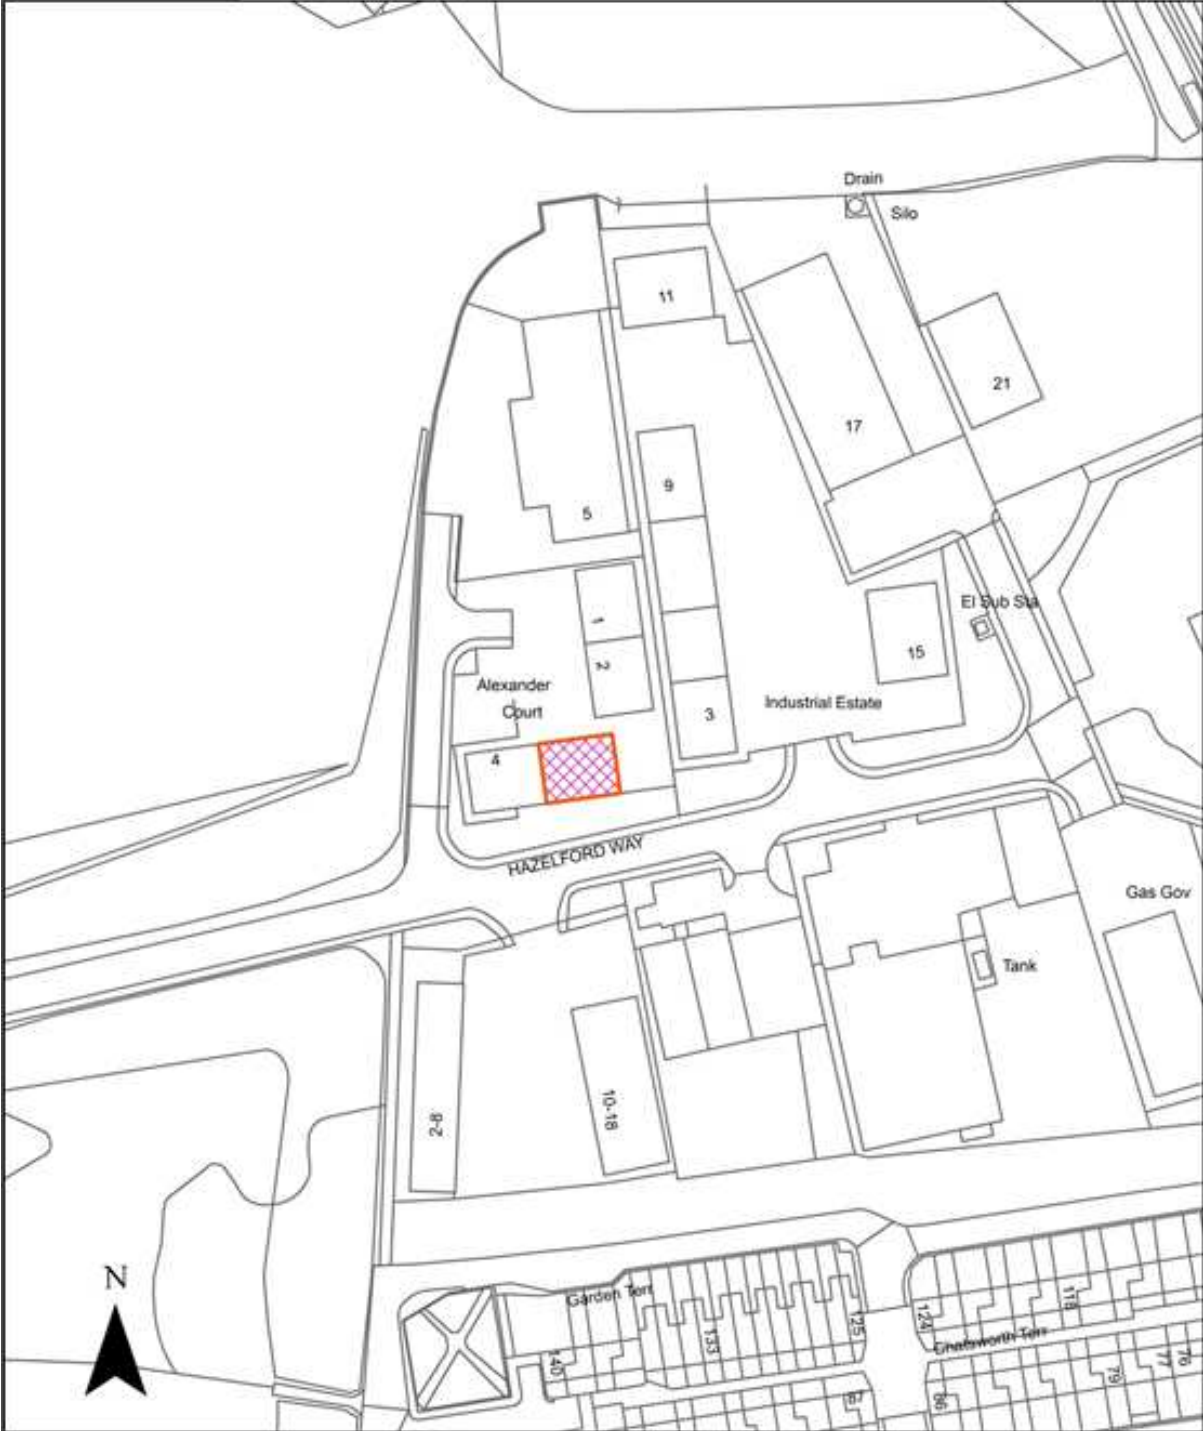 Drain
Silo
11
21
17
9
5
El Sub Sta
1
15
2
Alexander
Court
Industrial Estate
3
4
HAZELFORD WAY
Gas Gov
Tank
10-18
2-8
N
Garden Terr
118
124
125
133
Chatsworth Terr
140
76
77
79
87
86